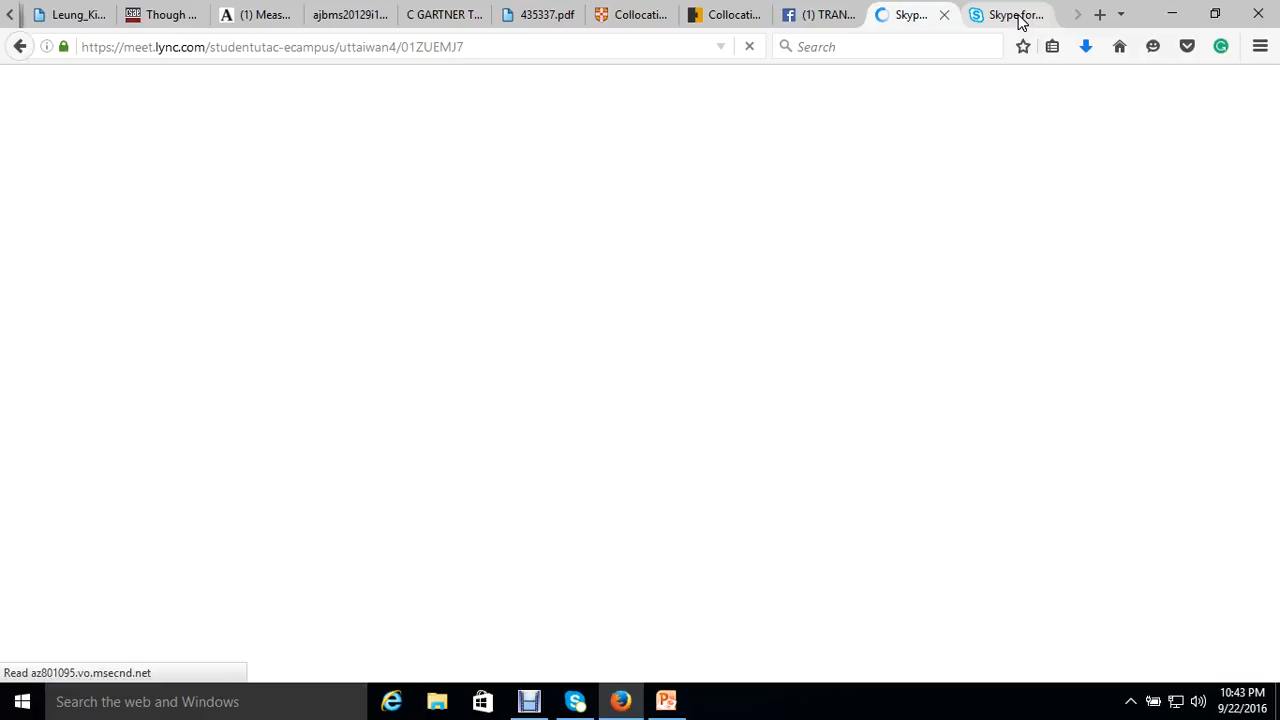 Leung_Ki...
Though ...
(1) Meas...
ajbms20129i1...
C GARTNER T...
435337.pdf
Collocati...
Collocati...
(1) TRAN...
Skyp...
Skype for...
https://meet.lync.com/studentutac-ecampus/uttaiwan4/01ZUEMJ7
Search
Read az801095.vo.msecnd.net
Search the web and Windows
10:43 PM
9/22/2016